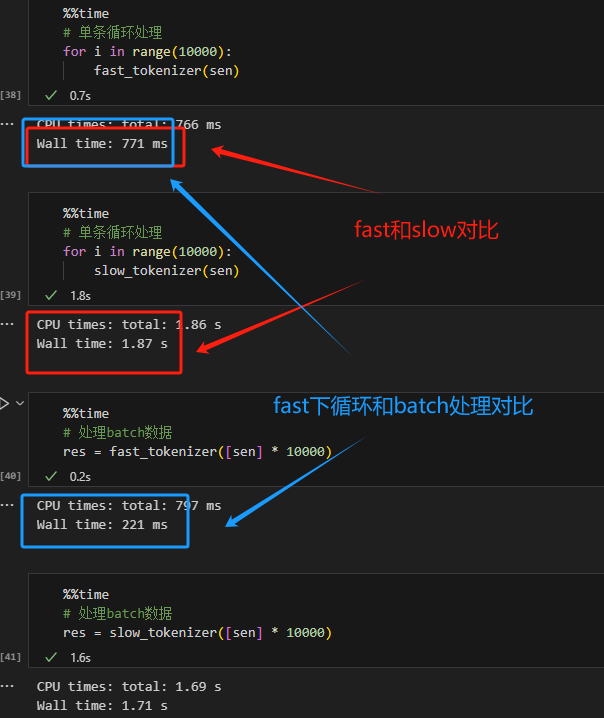 %%time
# 单条循环处理
for i in range(10000):
fast_tokenizer(sen)
[38]
0.7s
CPU times: total: 766 ms
Wall time: 771 ms
%%time
# 单条循环处理
for i in range(10000):
slow_tokenizer(sen)
fast和slow对比
[39]
1.8s
CPU times: total: 1.86 s
Wall time: 1.87 s
fast下循环和batch处理对比
%%time
# 处理batch数据
res = fast_tokenizer([sen] * 10000)
[40]
0.2s
CPU times: total: 797 ms
Wall time: 221 ms
%%time
# 处理batch数据
res = slow_tokenizer([sen] * 10000)
[41]
1.6s
CPU times: total: 1.69 s
Wall time: 1.71 s